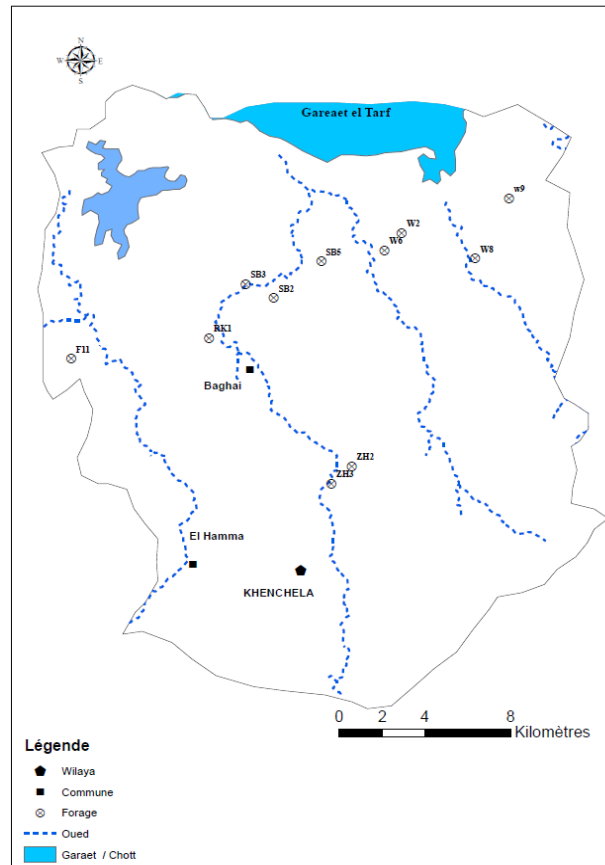 N
W E
S
Gareaet el Tarf
w9
W2
W6
SB5
W8
SB3
SB2
RK1
F11
Baghai
ZH2
ZH3
El Hamma
KHENCHELA
0 2 4 8
Kilomètres
Légende
Wilaya
Commune
Forage
Oued
Garaet / Chott